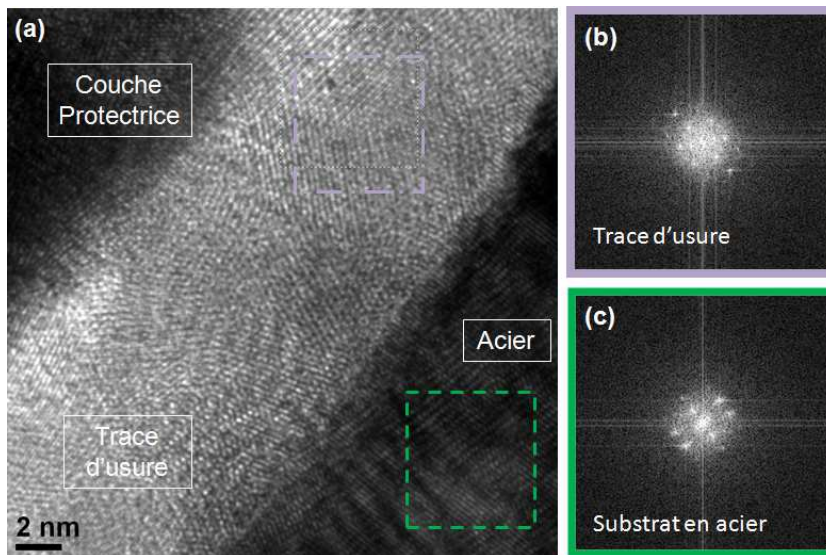 (a)
Couche
Protectrice
Acier
Trace
d'usure
2 nm
(b)
Trace d'usure
(c)
Substrat en acier